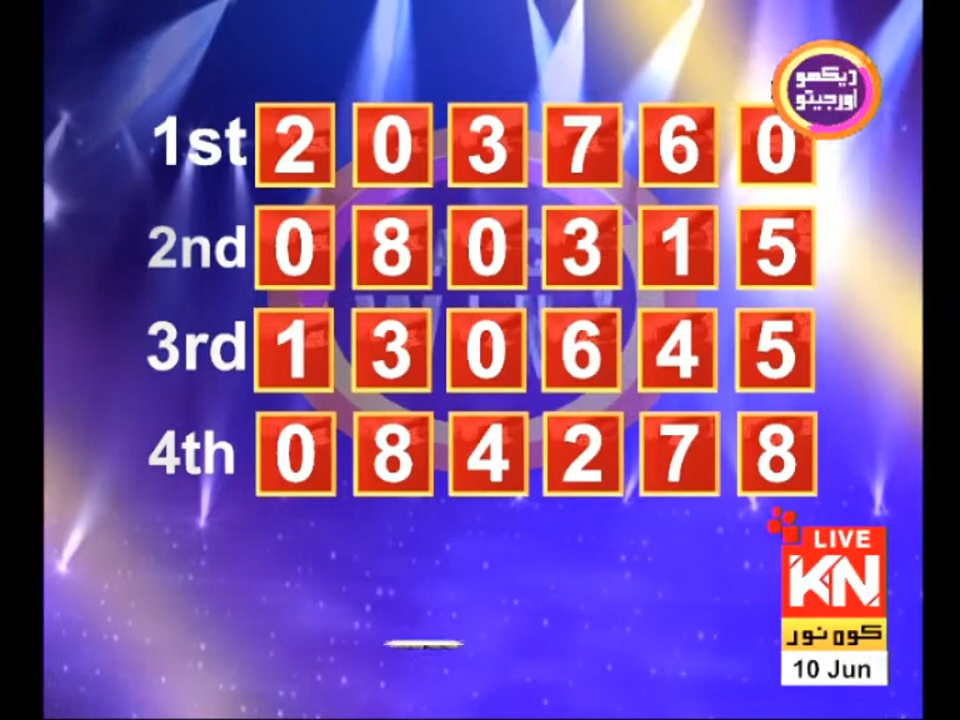 دیکھو
اور جیتو
1st 2 0 3 7 6 0
2nd 0 8 0 3 1 5
3rd 1 3 0 6 4 5
4th 0 8 4 2 7 8
LIVE
KN
کوہ نور
10 Jun